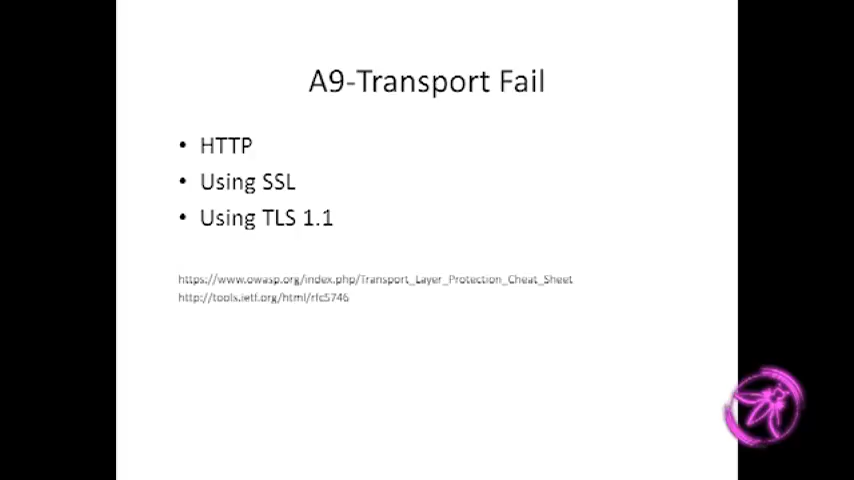 A9-Transport Fail
• HTTP
• Using SSL
• Using TLS 1.1
https://www.owasp.org/index.php/Transport_Layer_Protection_Cheat_Sheet
http://tools.ietf.org/html/rfc5746